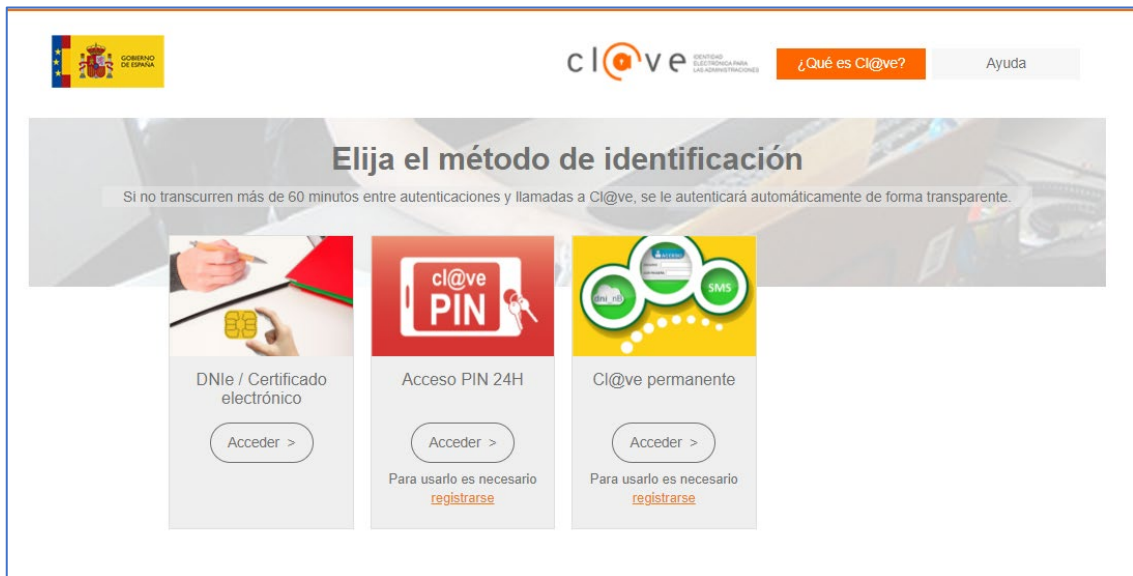 GOBIERNO
DE ESPAÑA
cl@ve
IDENTIDAD
ELECTRÓNICA PARA
LAS ADMINISTRACIONES
¿Qué es Cl@ve?
Ayuda
Elija el método de identificación
Si no transcurren más de 60 minutos entre autenticaciones y llamadas a Cl@ve, se le autenticará automáticamente de forma transparente.
cl@ve
PIN
dni_nB
SMS
DNIe / Certificado
electrónico
Acceder >
Acceso PIN 24H
Acceder >
Para usarlo es necesario
registrarse
Cl@ve permanente
Acceder >
Para usarlo es necesario
registrarse